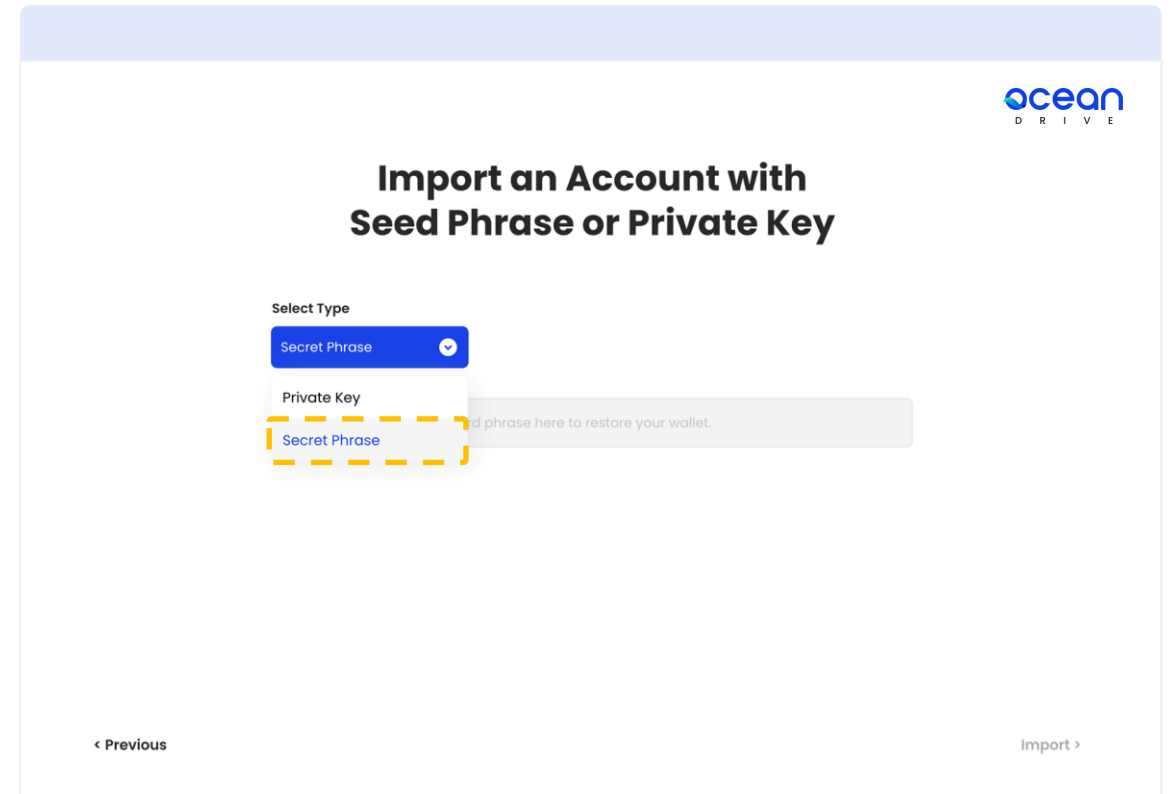 ocean
DRIVE
Import an Account with
Seed Phrase or Private Key
Select Type
Secret Phrase
Private Key
phrase here to restore your wallet.
Secret Phrase
< Previous
Import >